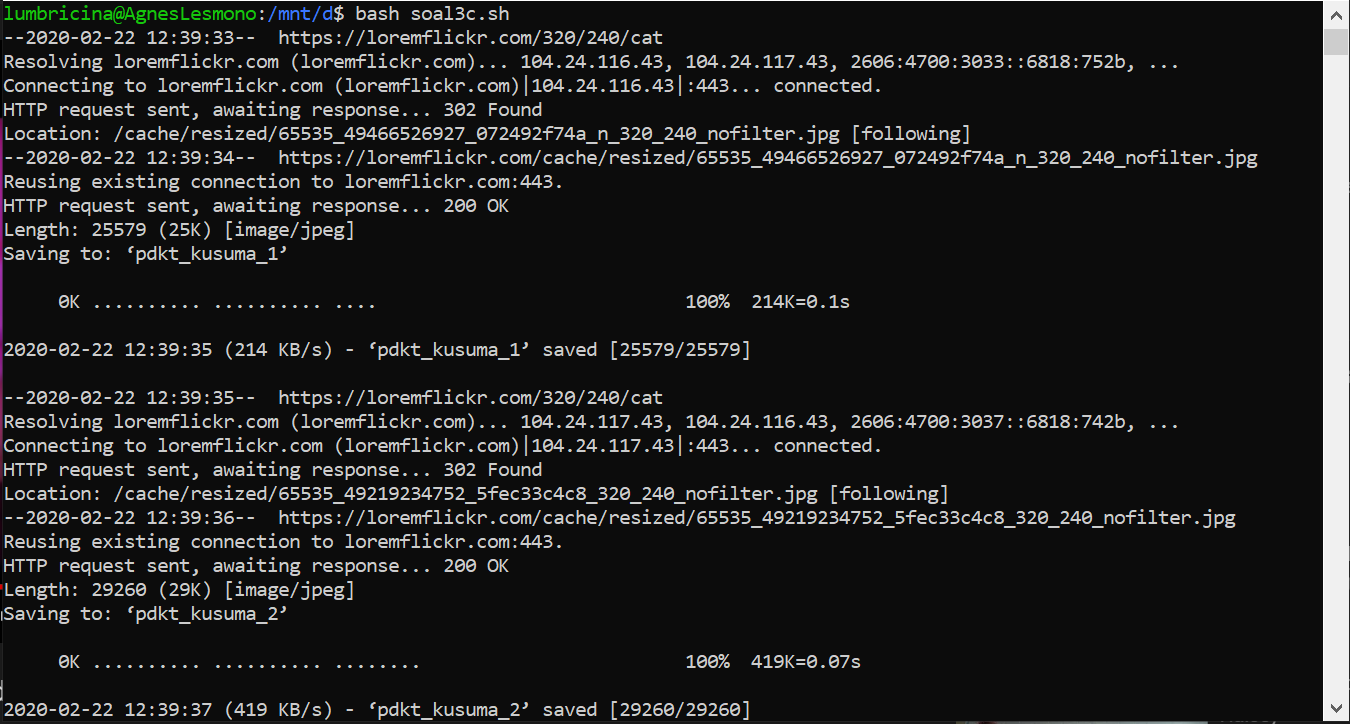 lumbricina@AgnesLesmono:/mnt/d$ bash soal3c.sh
--2020-02-22 12:39:33--  https://loremflickr.com/320/240/cat
Resolving loremflickr.com (loremflickr.com)... 104.24.116.43, 104.24.117.43, 2606:4700:3033::6818:752b, ...
Connecting to loremflickr.com (loremflickr.com)|104.24.116.43|:443... connected.
HTTP request sent, awaiting response... 302 Found
Location: /cache/resized/65535_49466526927_072492f74a_n_320_240_nofilter.jpg [following]
--2020-02-22 12:39:34--  https://loremflickr.com/cache/resized/65535_49466526927_072492f74a_n_320_240_nofilter.jpg
Reusing existing connection to loremflickr.com:443.
HTTP request sent, awaiting response... 200 OK
Length: 25579 (25K) [image/jpeg]
Saving to: ‘pdkt_kusuma_1’
     0K .......... .......... ....                            100%  214K=0.1s
2020-02-22 12:39:35 (214 KB/s) - ‘pdkt_kusuma_1’ saved [25579/25579]
--2020-02-22 12:39:35--  https://loremflickr.com/320/240/cat
Resolving loremflickr.com (loremflickr.com)... 104.24.117.43, 104.24.116.43, 2606:4700:3037::6818:742b, ...
Connecting to loremflickr.com (loremflickr.com)|104.24.117.43|:443... connected.
HTTP request sent, awaiting response... 302 Found
Location: /cache/resized/65535_49219234752_5fec33c4c8_320_240_nofilter.jpg [following]
--2020-02-22 12:39:36--  https://loremflickr.com/cache/resized/65535_49219234752_5fec33c4c8_320_240_nofilter.jpg
Reusing existing connection to loremflickr.com:443.
HTTP request sent, awaiting response... 200 OK
Length: 29260 (29K) [image/jpeg]
Saving to: ‘pdkt_kusuma_2’
     0K .......... .......... ........                        100%  419K=0.07s
2020-02-22 12:39:37 (419 KB/s) - ‘pdkt_kusuma_2’ saved [29260/29260]